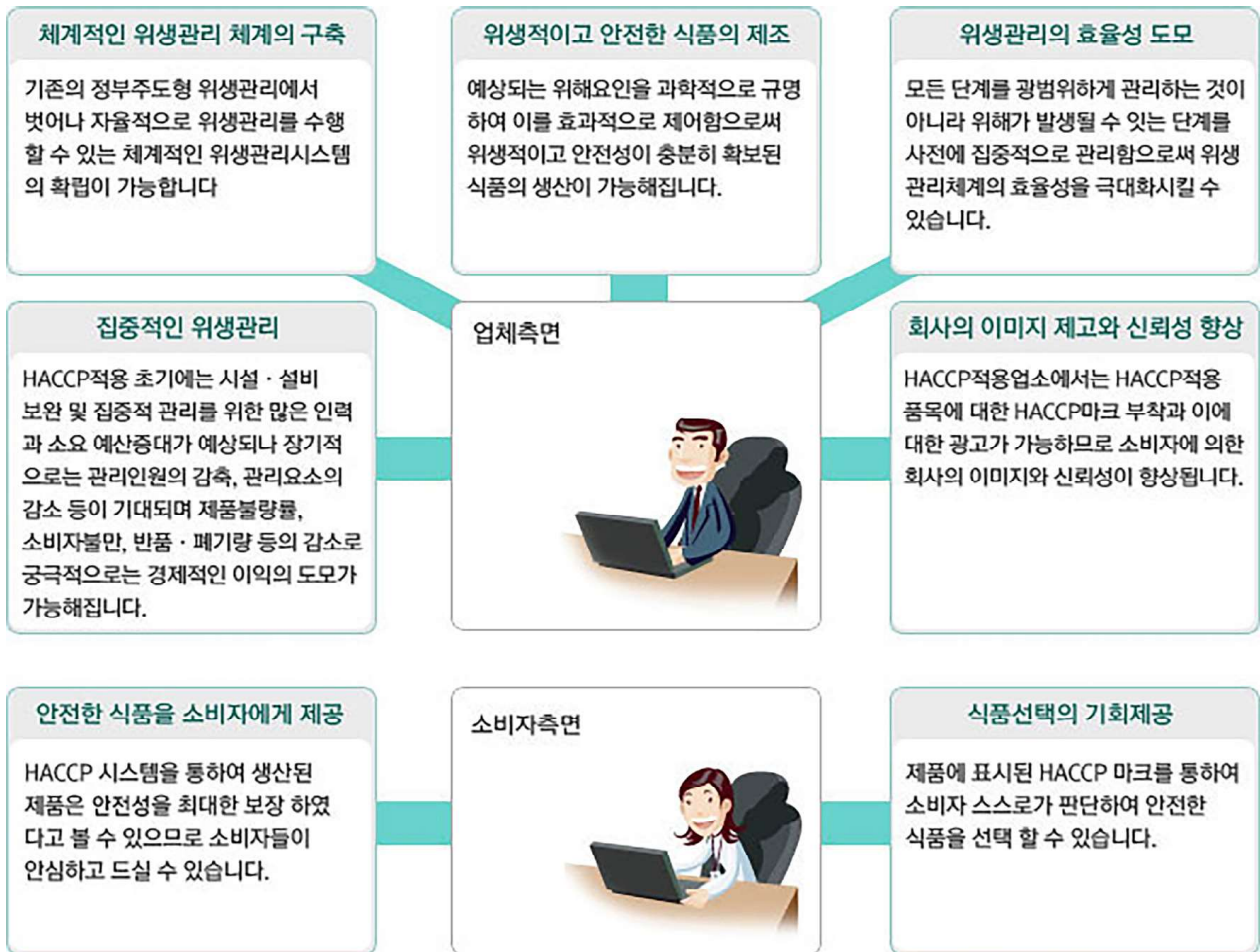 체계적인 위생관리 체계의 구축
기존의 정부주도형 위생관리에서
벗어나 자율적으로 위생관리를 수행
할 수 있는 체계적인 위생관리시스템
의 확립이 가능합니다
위생적이고 안전한 식품의 제조
예상되는 위해요인을 과학적으로 규명
하여 이를 효과적으로 제어함으로써
위생적이고 안전성이 충분히 확보된
식품의 생산이 가능해집니다.
위생관리의 효율성 도모
모든 단계를 광범위하게 관리하는 것이
아니라 위해가 발생될 수 잇는 단계를
사전에 집중적으로 관리함으로써 위생
관리체계의 효율성을 극대화시킬 수
있습니다.
집중적인 위생관리
HACCP적용 초기에는 시설 · 설비
보완 및 집중적 관리를 위한 많은 인력
과 소요 예산증대가 예상되나 장기적
으로는 관리인원의 감축, 관리요소의
감소 등이 기대되며 제품불량률,
소비자불만, 반품 · 폐기량 등의 감소로
궁극적으로는 경제적인 이익의 도모가
가능해집니다.
업체측면
회사의 이미지 제고와 신뢰성 향상
HACCP적용업소에서는 HACCP적용
품목에 대한 HACCP마크 부착과 이에
대한 광고가 가능하므로 소비자에 의한
회사의 이미지와 신뢰성이 향상됩니다.
안전한 식품을 소비자에게 제공
HACCP 시스템을 통하여 생산된
제품은 안전성을 최대한 보장 하였
다고 볼 수 있으므로 소비자들이
안심하고 드실 수 있습니다.
소비자측면
식품선택의 기회제공
제품에 표시된 HACCP 마크를 통하여
소비자 스스로가 판단하여 안전한
식품을 선택 할 수 있습니다.